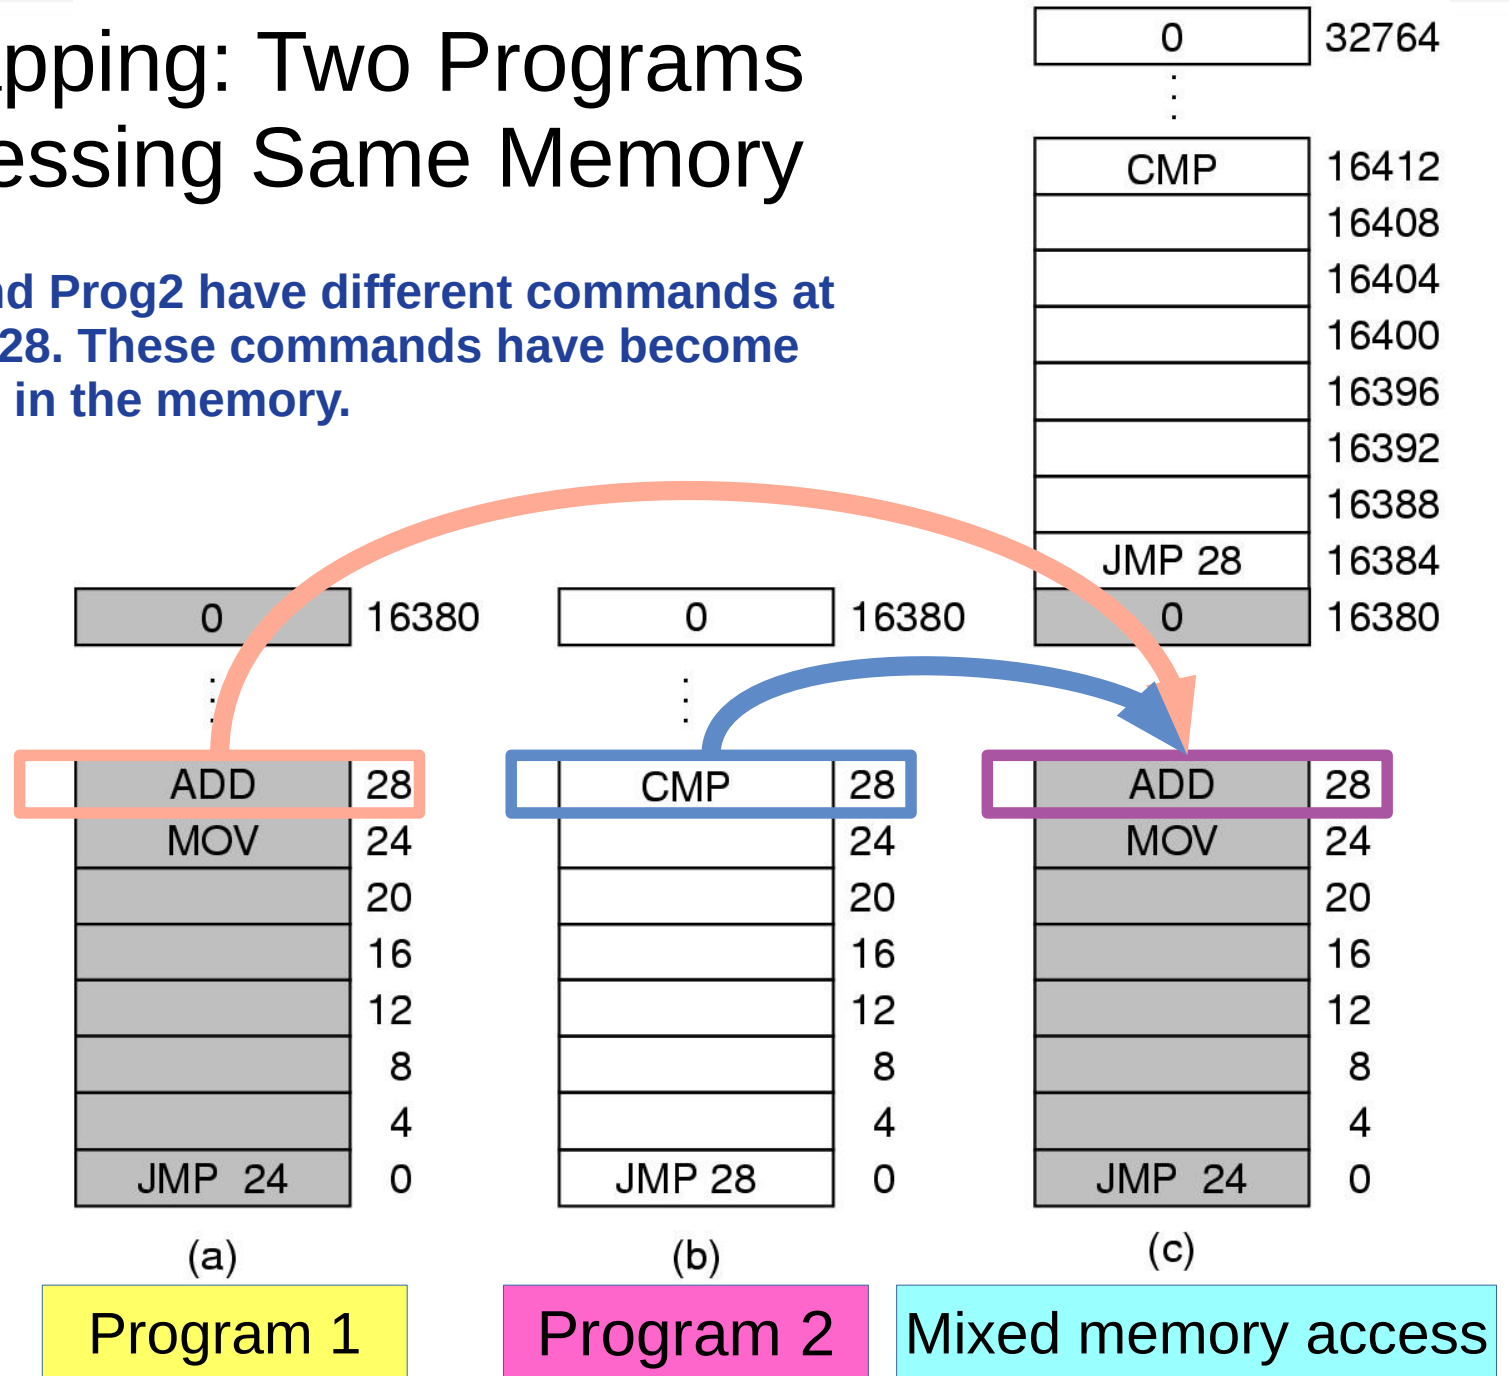 pping: Two Programs
essing Same Memory
nd Prog2 have different commands at
28. These commands have become
in the memory.
0 32764
CMP 16412
16408
16404
16400
16396
16392
16388
JMP 28 16384
0 16380
0 16380
0 16380
ADD 28
MOV 24
20
16
12
8
4
JMP 24 0
(a)
Program 1
CMP 28
24
20
16
12
8
4
JMP 28 0
(b)
Program 2
ADD 28
MOV 24
20
16
12
8
4
JMP 24 0
(c)
Mixed memory access